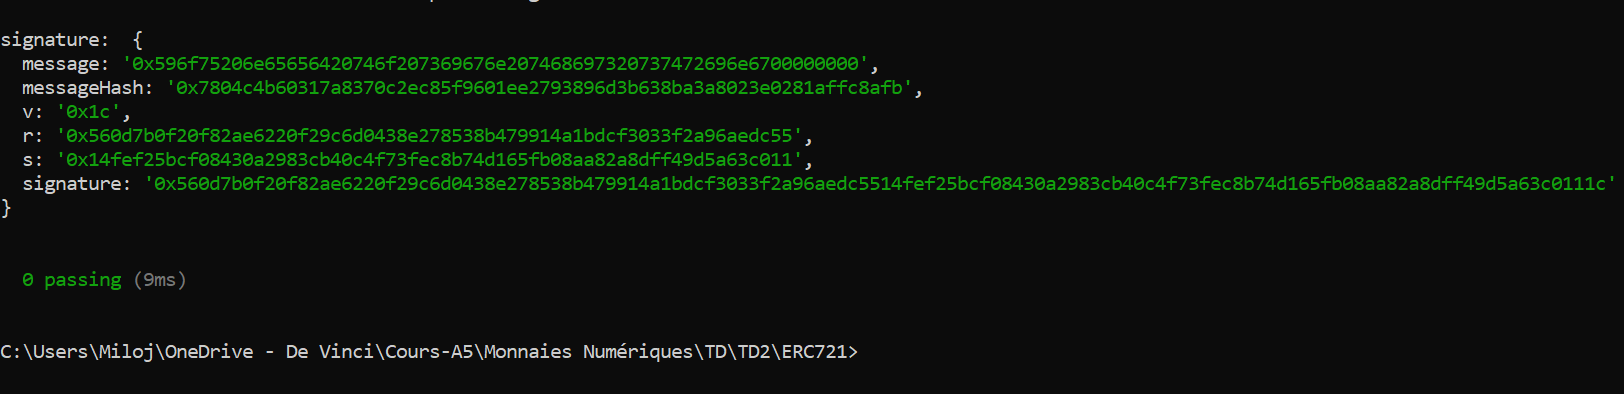 signature:  {
  message: '0x596f75206e65656420746f207369676e207468697320737472696e6700000000',
  messageHash: '0x7804c4b60317a8370c2ec85f9601ee2793896d3b638ba3a8023e0281affc8afb',
  v: '0x1c',
  r: '0x560d7b0f20f82ae6220f29c6d0438e278538b479914a1bdcf3033f2a96aedc55',
  s: '0x14fef25bcf08430a2983cb40c4f73fec8b74d165fb08aa82a8dff49d5a63c011',
  signature: '0x560d7b0f20f82ae6220f29c6d0438e278538b479914a1bdcf3033f2a96aedc5514fef25bcf08430a2983cb40c4f73fec8b74d165fb08aa82a8dff49d5a63c0111c'
}
  0 passing (9ms)
C:\Users\Miloj\OneDrive - De Vinci\Cours-A5\Monnaies Numériques\TD\TD2\ERC721>